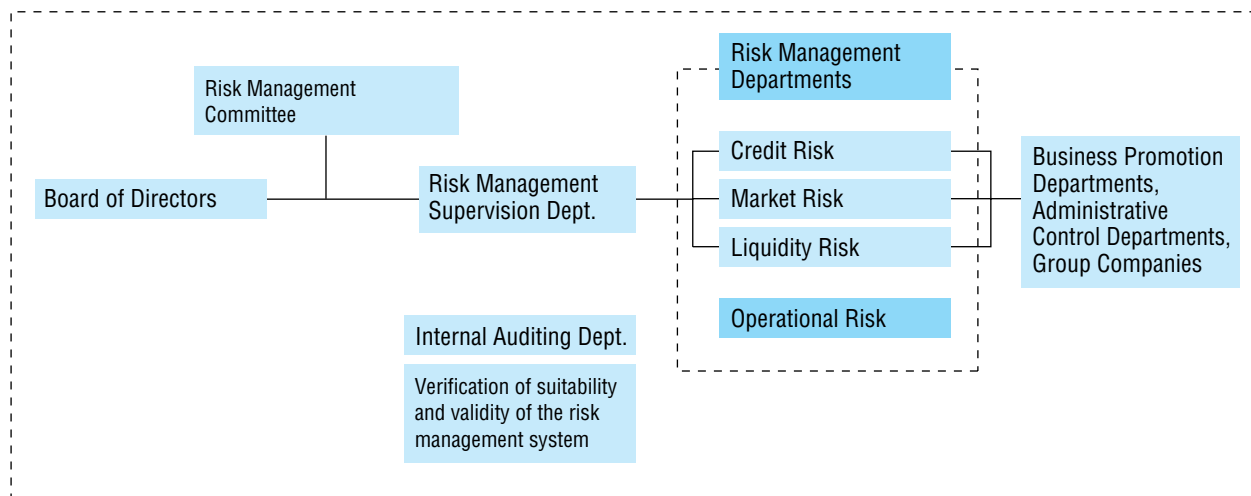 Risk Management
Departments
Risk Management
Committee
Credit Risk
Business Promotion
Departments,
Administrative
Control Departments,
Group Companies
Board of Directors
Risk Management
Supervision Dept.
Market Risk
Liquidity Risk
Operational Risk
Internal Auditing Dept.
Verification of suitability
and validity of the risk
management system